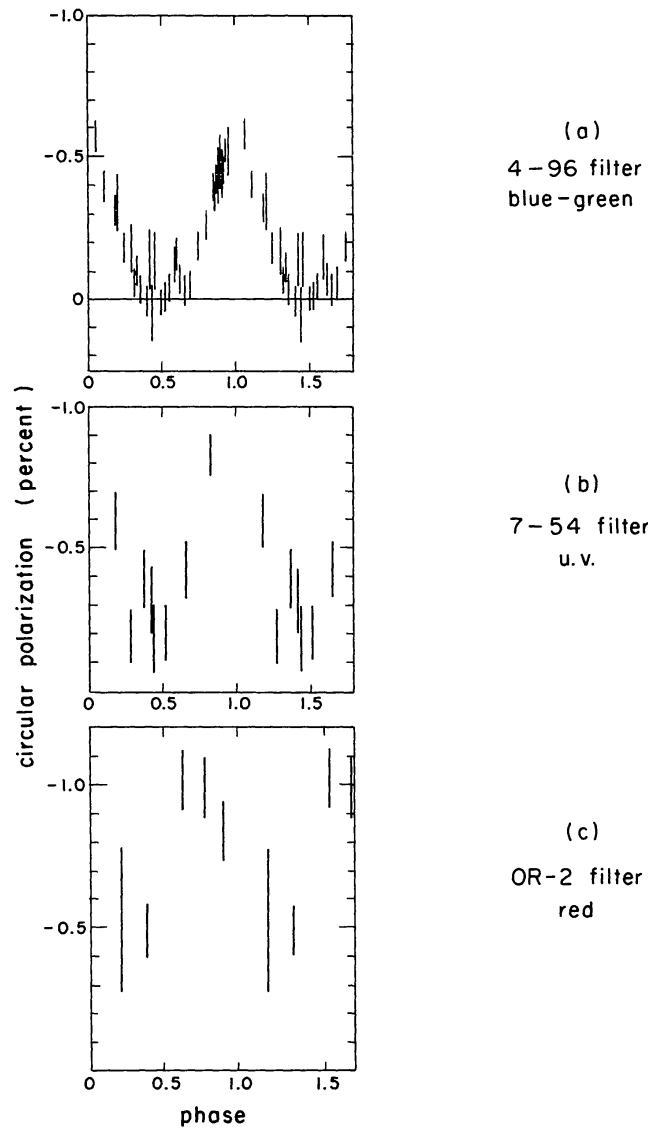 -1.0
-0.5
0
0 0.5 1.0 1.5
(a)
4-96 filter
blue-green
circular polarization (percent)
-1.0
-0.5
0 0.5 1.0 1.5
(b)
7-54 filter
u.v.
-1.0
-0.5
0 0.5 1.0 1.5
(c)
OR-2 filter
red
phase